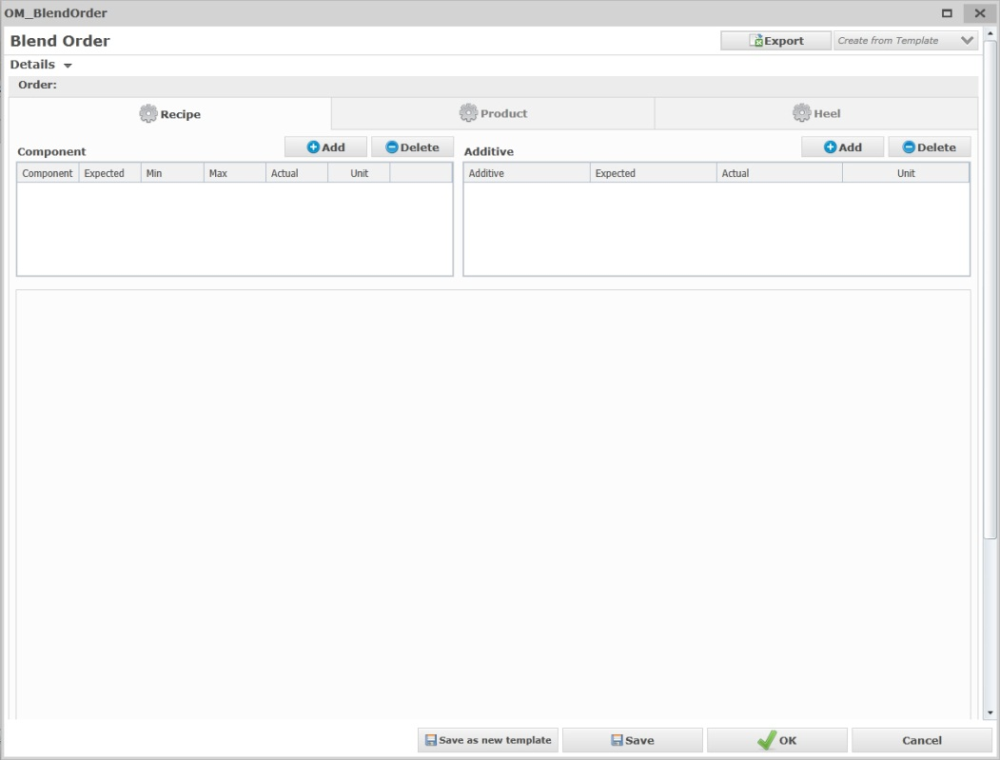 OM_BlendOrder
Blend Order
Export
Create from Template
Details
Order:
Recipe
Product
Heel
Component
Add
Delete
Additive
Add
Delete
Component Expected Min Max Actual Unit
Additive Expected Actual Unit
Save as new template
Save
OK
Cancel